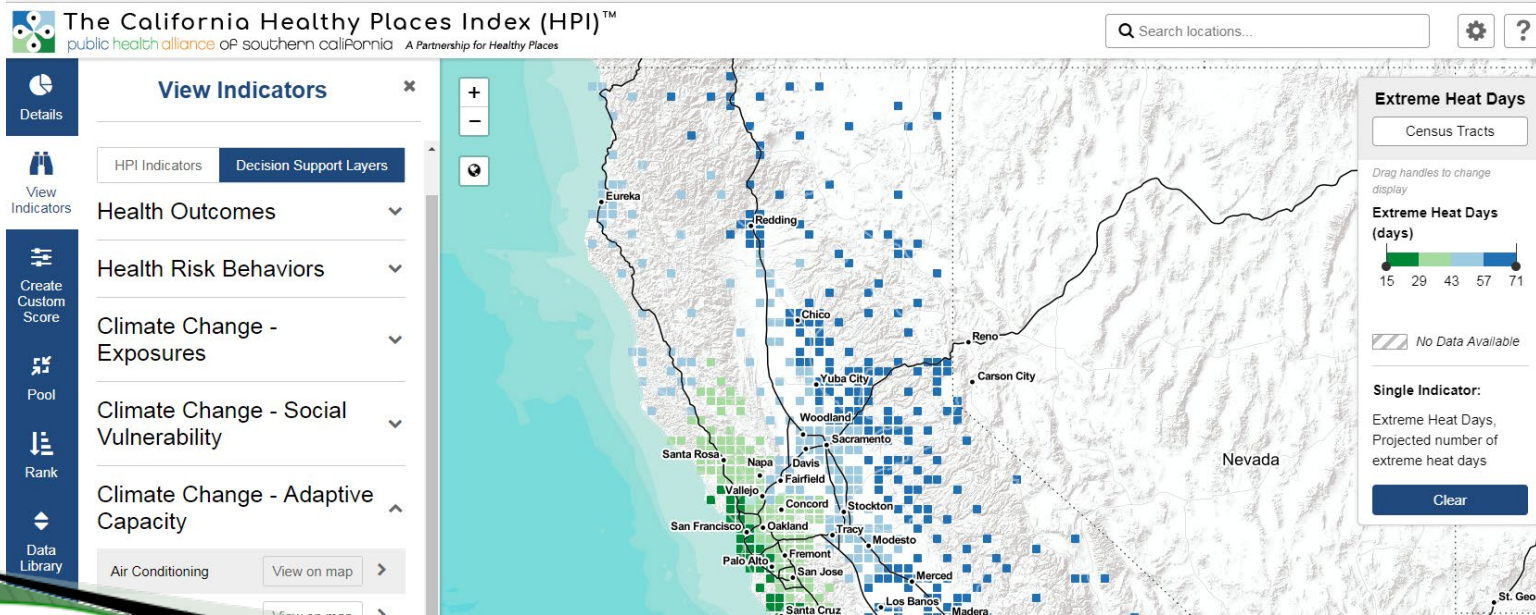 The California Healthy Places Index (HPI)™
public health alliance of southern california A Partnership for Healthy Places
Search locations...
?
Details
View
Indicators
Create
Custom
Score
Pool
Rank
Data
Library
View Indicators
×
HPI Indicators
Decision Support Layers
Health Outcomes
Health Risk Behaviors
Climate Change -
Exposures
Climate Change - Social
Vulnerability
Climate Change - Adaptive
Capacity
Air Conditioning
View on map
View on map
+
−
Eureka
Redding
Chico
Reno
Yuba City
Carson City
Woodland
Sacramento
Santa Rosa
Napa
Davis
Nevada
Fairfield
Vallejo
Concord
Stockton
San Francisco
Oakland
Tracy
Modesto
Fremont
Palo Alto
San Jose
Merced
Los Banos
Santa Cruz
Madera
St. Geo
Extreme Heat Days
Census Tracts
Drag handles to change
display
Extreme Heat Days
(days)
15 29 43 57 71
No Data Available
Single Indicator:
Extreme Heat Days,
Projected number of
extreme heat days
Clear